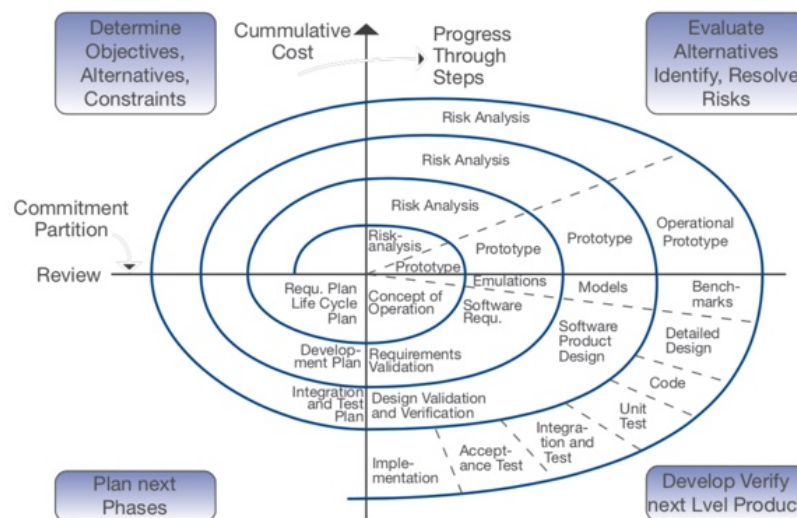 Determine
Objectives,
Alternatives,
Constraints
Cummulative
Cost
Progress
Through
Steps
Evaluate
Alternatives
Identify, Resolve
Risks
Risk Analysis
Risk Analysis
Risk Analysis
Risk-
analysis
Commitment
Partition
Review
Prototype
Prototype
Prototype
Operational
Prototype
Requ. Plan
Life Cycle
Plan
Concept of
Operation
Emulations
Software
Requ.
Models
Software
Product
Design
Bench-
marks
Detailed
Design
Code
Unit
Test
Integra-
tion and
Test
Accept-
ance Test
Imple-
mentation
Develop-
ment Plan
Requirements
Validation
Integration
and Test
Plan
Design Validation
and Verification
Plan next
Phases
Develop Verify
next Lvel Produc